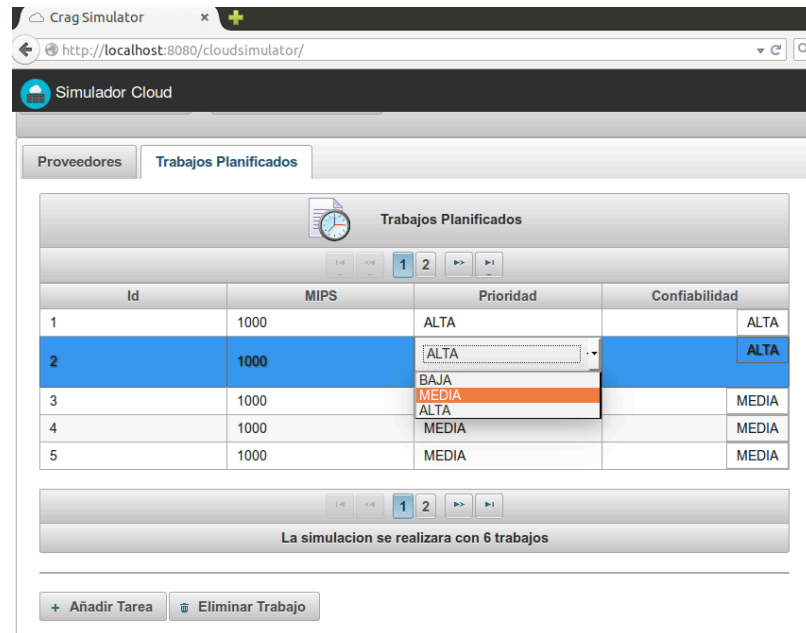 Crag Simulator
http://localhost:8080/cloudsimulator/
Simulador Cloud
Proveedores Trabajos Planificados
Trabajos Planificados
1 2
Id MIPS Prioridad Confiabilidad
1 1000 ALTA ALTA
2 1000 ALTA ALTA
BAJA
MEDIA
ALTA
3 1000 MEDIA
4 1000 MEDIA MEDIA
5 1000 MEDIA MEDIA
1 2
La simulacion se realizara con 6 trabajos
+ Añadir Tarea Eliminar Trabajo